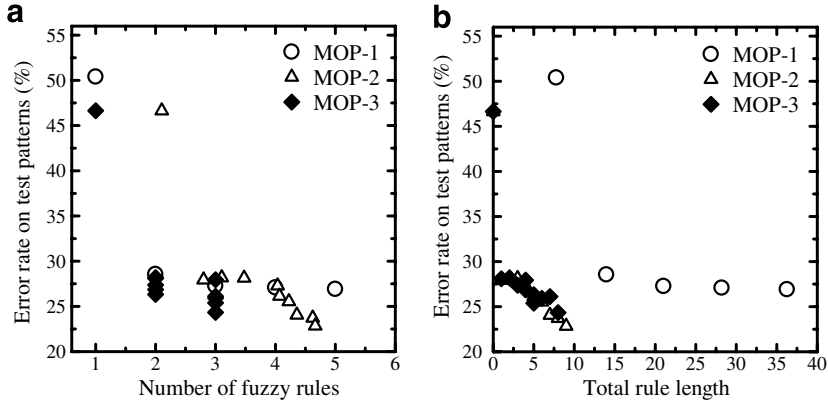 a
Error rate on test patterns (%)
55
50
45
40
35
30
25
20
MOP-1
MOP-2
MOP-3
1 2 3 4 5 6
Number of fuzzy rules
b
Error rate on test patterns (%)
55
50
45
40
35
30
25
20
MOP-1
MOP-2
MOP-3
0 5 10 15 20 25 30 35 40
Total rule length